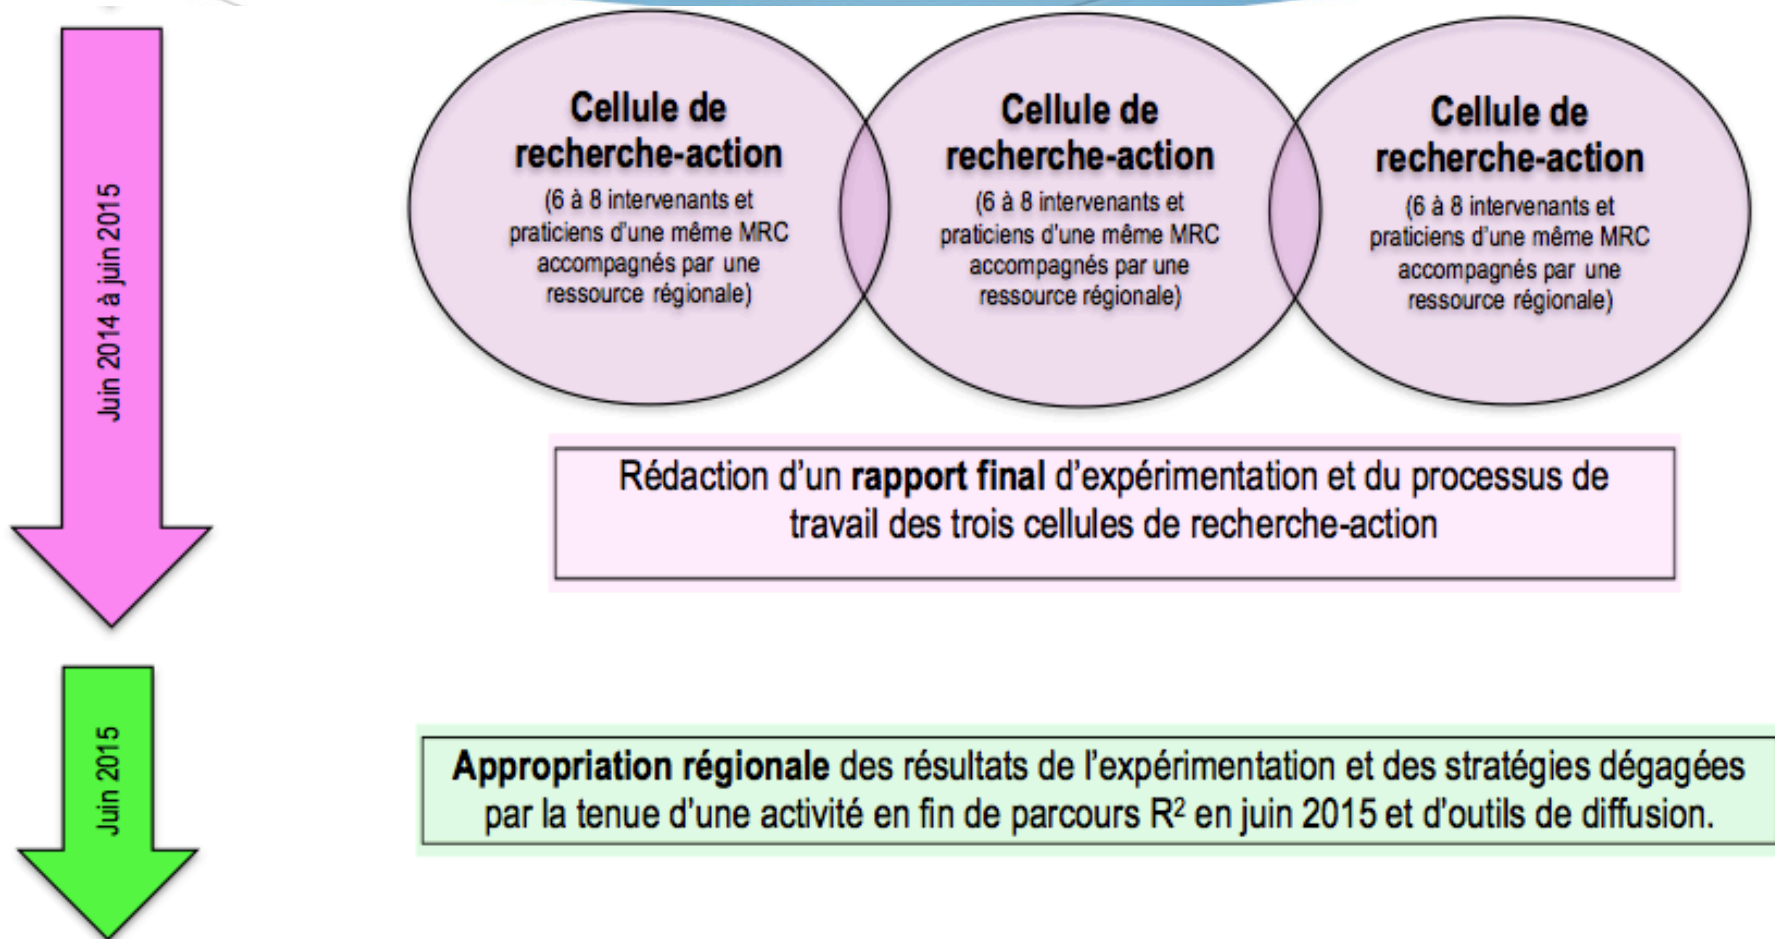 Juin 2014 à juin 2015
Cellule de
recherche-action
(6 à 8 intervenants et
praticiens d'une même MRC
accompagnés par une
ressource régionale)
Cellule de
recherche-action
(6 à 8 intervenants et
praticiens d'une même MRC
accompagnés par une
ressource régionale)
Cellule de
recherche-action
(6 à 8 intervenants et
praticiens d'une même MRC
accompagnés par une
ressource régionale)
Rédaction d'un rapport final d'expérimentation et du processus de
travail des trois cellules de recherche-action
Juin 2015
Appropriation régionale des résultats de l'expérimentation et des stratégies dégagées
par la tenue d'une activité en fin de parcours R² en juin 2015 et d'outils de diffusion.